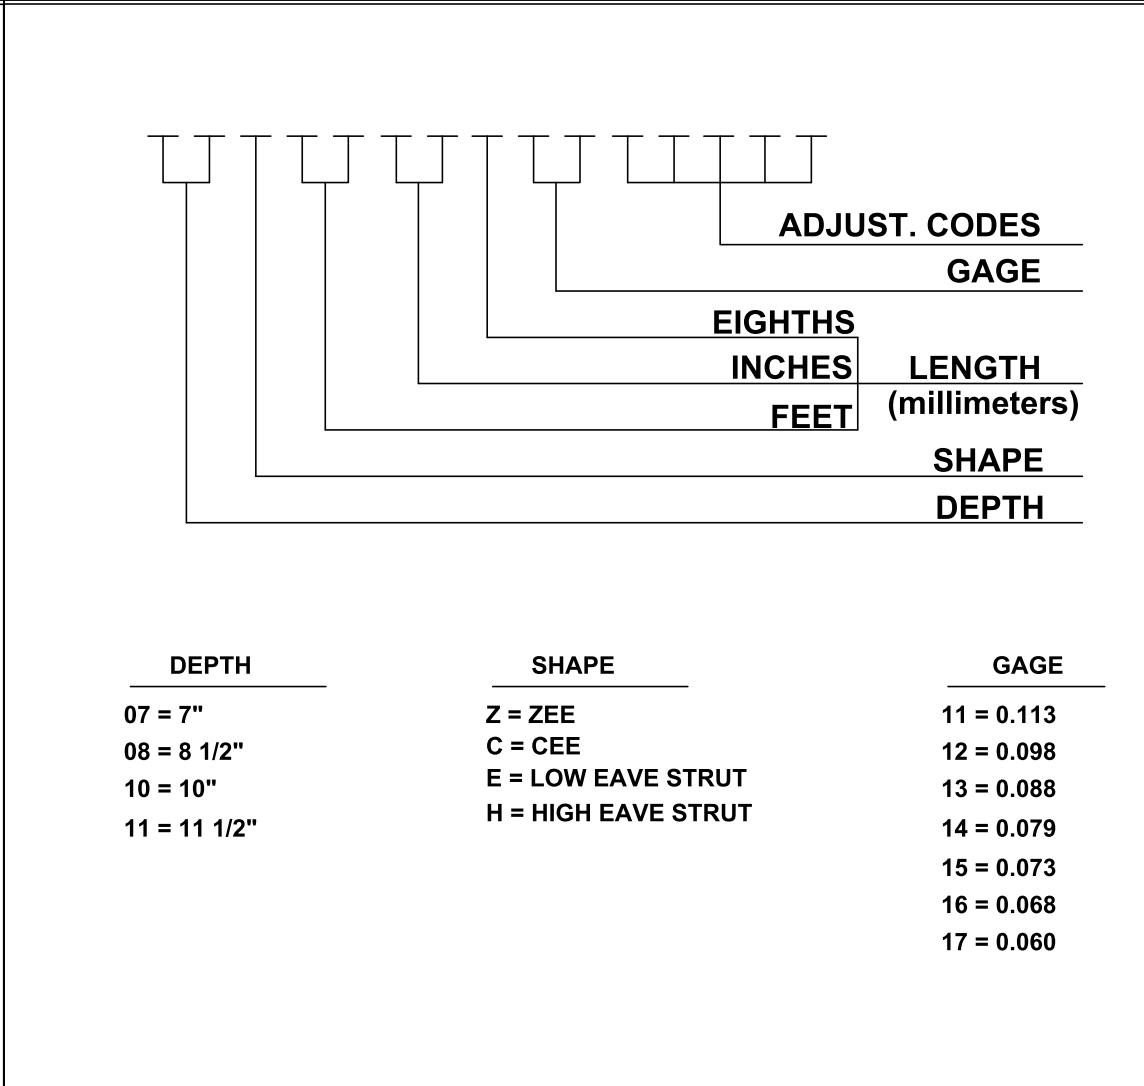 ADJUST. CODES
GAGE
EIGHTHS
INCHES LENGTH
(millimeters)
FEET
SHAPE
DEPTH
DEPTH SHAPE GAGE
07 = 7" Z = ZEE 11 = 0.113
08 = 8 1/2" C = CEE 12 = 0.098
10 = 10" E = LOW EAVE STRUT 13 = 0.088
11 = 11 1/2" H = HIGH EAVE STRUT 14 = 0.079
15 = 0.073
16 = 0.068
17 = 0.060